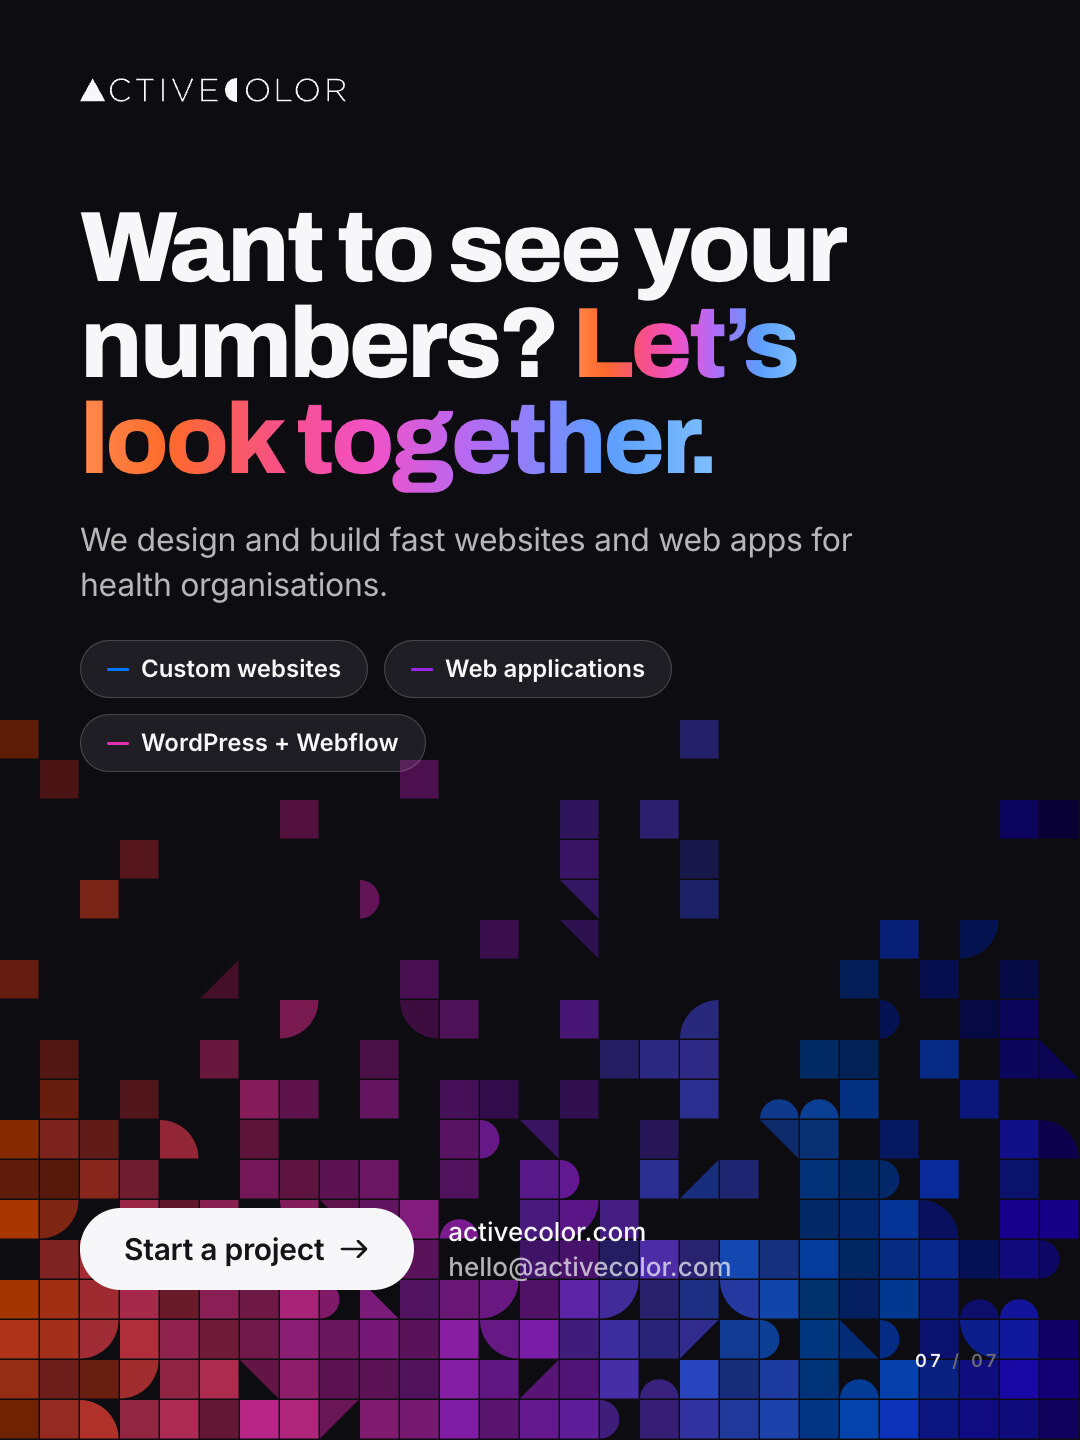 ACTIVECOLOR
Want to see your
numbers? Let’s
look together.
We design and build fast websites and web apps for
health organisations.
Custom websites
Web applications
WordPress + Webflow
Start a project →
activecolor.com
hello@activecolor.com
07 / 07